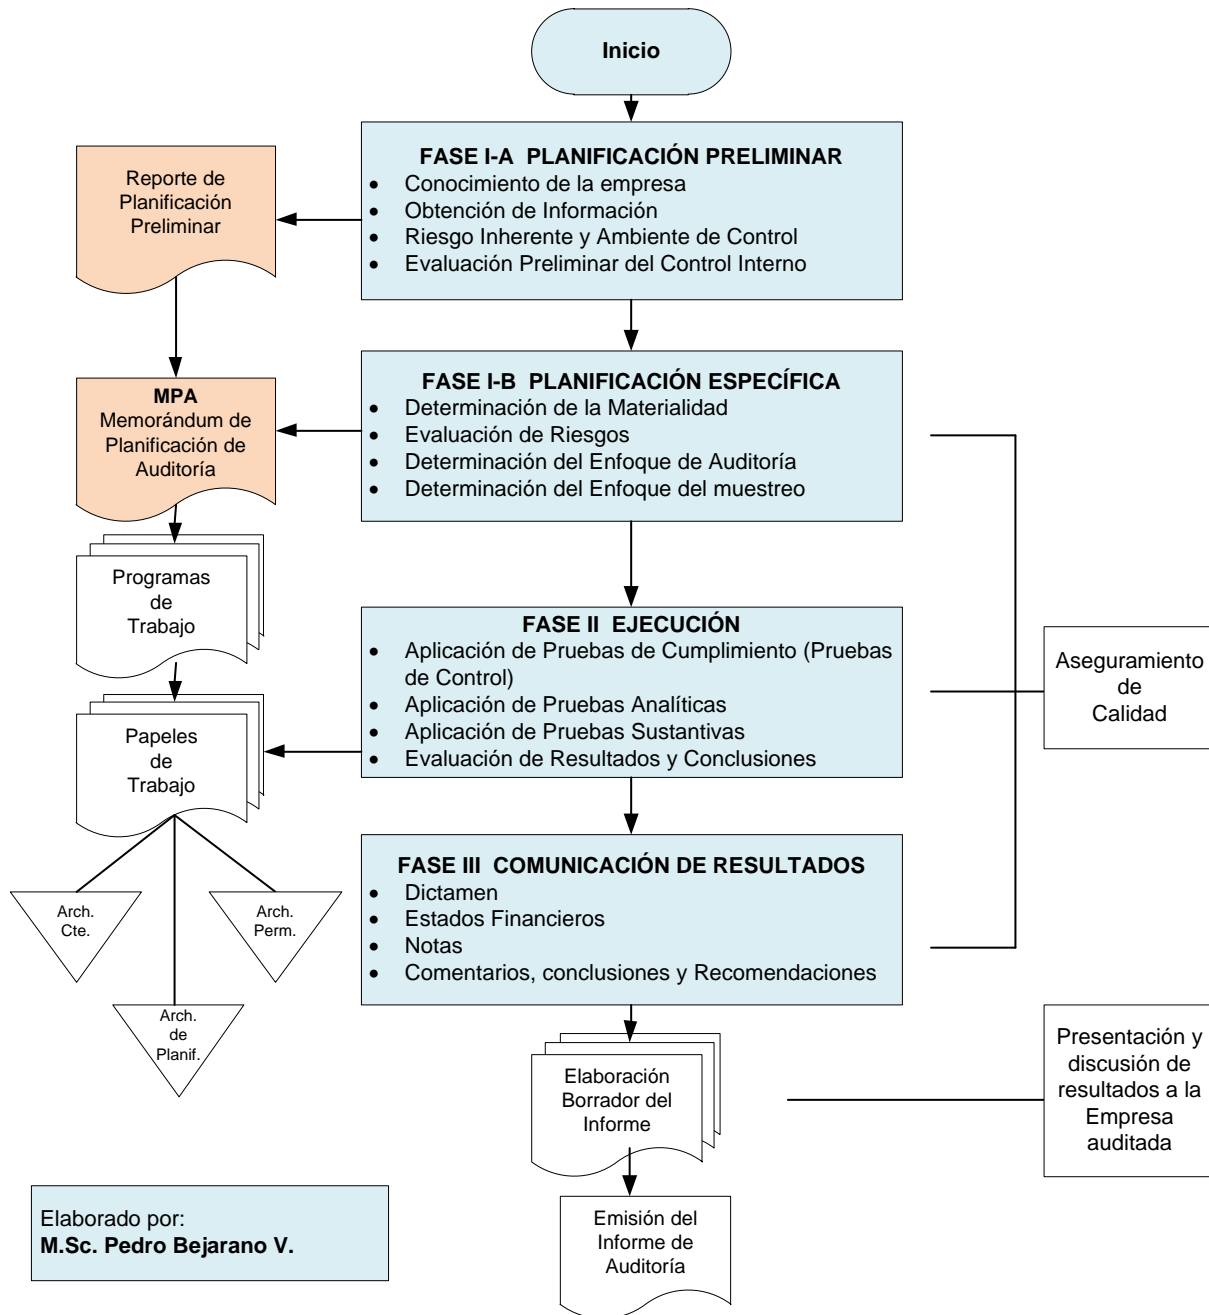 Inicio
FASE I-A  PLANIFICACIÓN PRELIMINAR
• Conocimiento de la empresa
• Obtención de Información
• Riesgo Inherente y Ambiente de Control
• Evaluación Preliminar del Control Interno
Reporte de
Planificación
Preliminar
FASE I-B  PLANIFICACIÓN ESPECÍFICA
• Determinación de la Materialidad
• Evaluación de Riesgos
• Determinación del Enfoque de Auditoría
• Determinación del Enfoque del muestreo
MPA
Memorándum de
Planificación de
Auditoría
Programas
de
Trabajo
FASE II  EJECUCIÓN
• Aplicación de Pruebas de Cumplimiento (Pruebas
de Control)
• Aplicación de Pruebas Analíticas
• Aplicación de Pruebas Sustantivas
• Evaluación de Resultados y Conclusiones
Aseguramiento
de
Calidad
Papeles
de
Trabajo
FASE III  COMUNICACIÓN DE RESULTADOS
• Dictamen
• Estados Financieros
• Notas
• Comentarios, conclusiones y Recomendaciones
Arch.
Cte.
Arch.
Perm.
Arch.
de
Planif.
Elaboración
Borrador del
Informe
Presentación y
discusión de
resultados a la
Empresa
auditada
Emisión del
Informe de
Auditoría
Elaborado por:
M.Sc. Pedro Bejarano V.